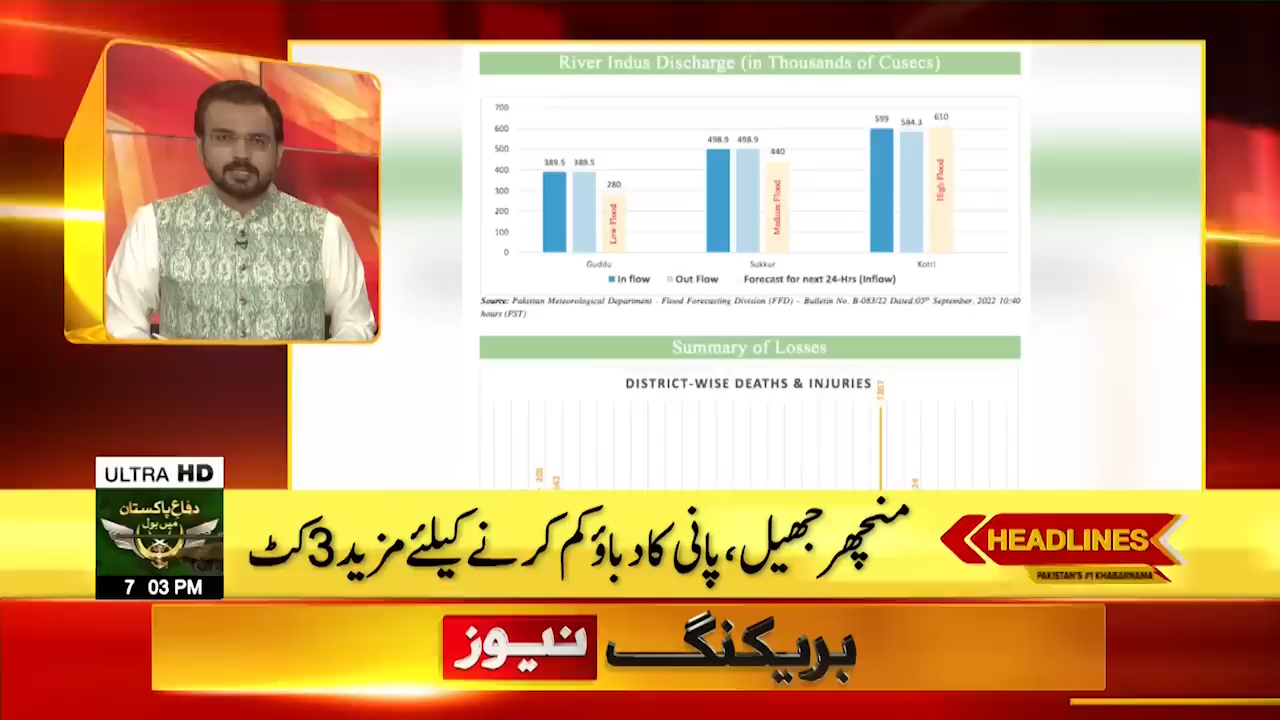 River Indus Discharge (in Thousands of Cusecs)
700
600
500
400
300
200
100
0
389.5 389.5 280
498.9 498.9 440
599 584.3 610
Low Flood
Medium Flood
High Flood
Guddu Sukkur Kotri
In flow Out Flow Forecast for next 24-Hrs (Inflow)
Source: Pakistan Meteorological Department - Flood Forecasting Division (FFD) – Bulletin No. B-083/22 Dated:05th September, 2022 10:40
hours (PST)
Summary of Losses
DISTRICT-WISE DEATHS & INJURIES
ULTRA HD
دفاع پاکستان
میں بول
7 03 PM
منچھر جھیل، پانی کا دباؤ کم کرنے کیلئے مزید 3 کٹ
HEADLINES
PAKISTAN'S #1 KHABARNAMA
بریکنگ نیوز